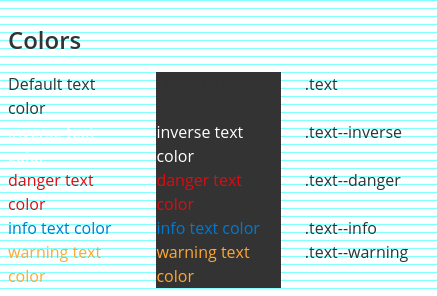 Colors
Default text
color
.text
inverse text
color
.text--inverse
danger text
color
danger text
color
.text--danger
info text color
info text color
.text--info
warning text
color
warning text
color
.text--warning